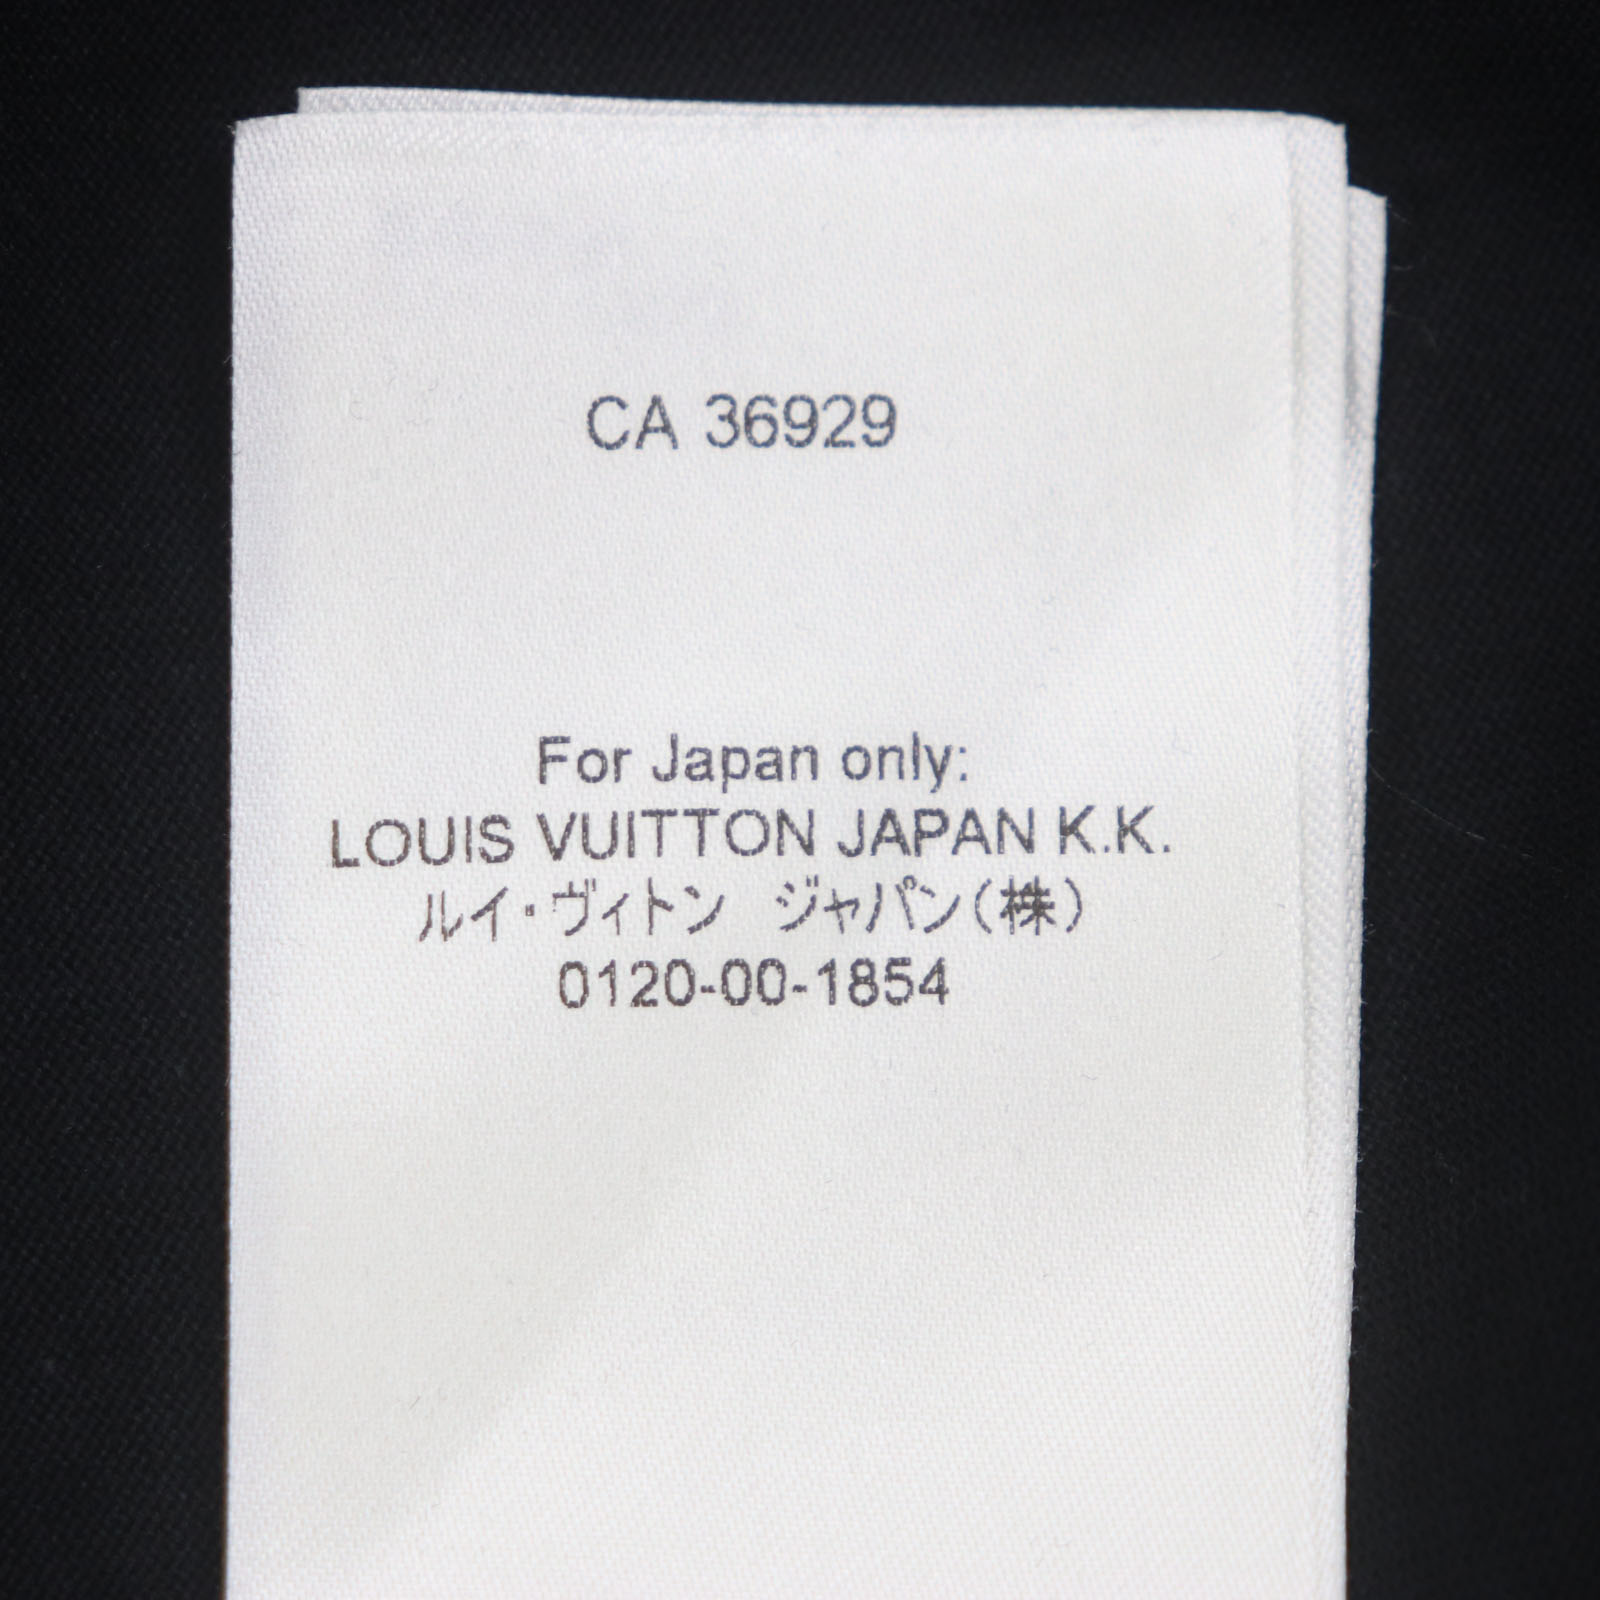 CA 36929
For Japan only:
LOUIS VUITTON JAPAN K.K.
ルイ・ヴィトン ジャパン(株)
0120-00-1854